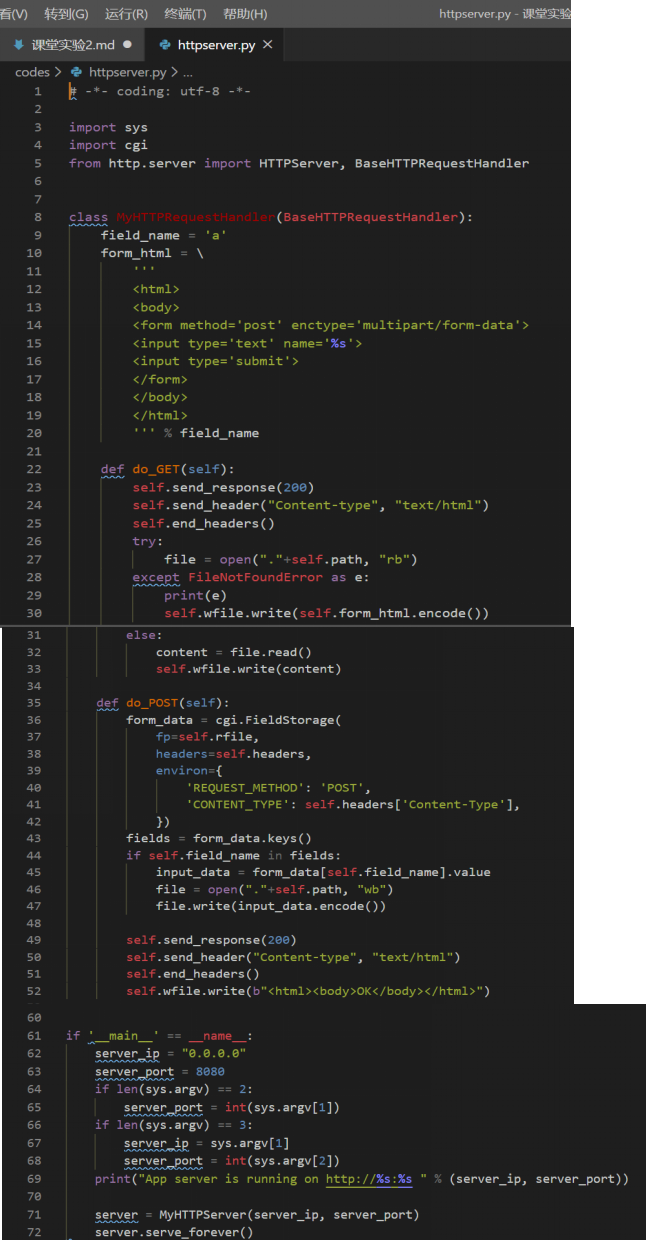 看(V) 转到(G) 运行(R) 终端(T) 帮助(H) httpserver.py - 课堂实验
课堂实验2.md ● httpserver.py ×
codes > httpserver.py > ...
1 # -*- coding: utf-8 -*-
2
3 import sys
4 import cgi
5 from http.server import HTTPServer, BaseHTTPRequestHandler
6
7
8 class MyHTTPRequestHandler(BaseHTTPRequestHandler):
9     field_name = 'a'
10     form_html = \
11         '''
12         <html>
13         <body>
14         <form method='post' enctype='multipart/form-data'>
15         <input type='text' name='%s'>
16         <input type='submit'>
17         </form>
18         </body>
19         </html>
20         ''' % field_name
21
22     def do_GET(self):
23         self.send_response(200)
24         self.send_header("Content-type", "text/html")
25         self.end_headers()
26         try:
27             file = open("."+self.path, "rb")
28         except FileNotFoundError as e:
29             print(e)
30             self.wfile.write(self.form_html.encode())
31         else:
32             content = file.read()
33             self.wfile.write(content)
34
35     def do_POST(self):
36         form_data = cgi.FieldStorage(
37             fp=self.rfile,
38             headers=self.headers,
39             environ={
40                 'REQUEST_METHOD': 'POST',
41                 'CONTENT_TYPE': self.headers['Content-Type'],
42             })
43         fields = form_data.keys()
44         if self.field_name in fields:
45             input_data = form_data[self.field_name].value
46             file = open("."+self.path, "wb")
47             file.write(input_data.encode())
48
49         self.send_response(200)
50         self.send_header("Content-type", "text/html")
51         self.end_headers()
52         self.wfile.write(b"<html><body>OK</body></html>")
60
61 if '__main__' == __name__:
62     server_ip = "0.0.0.0"
63     server_port = 8080
64     if len(sys.argv) == 2:
65         server_port = int(sys.argv[1])
66     if len(sys.argv) == 3:
67         server_ip = sys.argv[1]
68         server_port = int(sys.argv[2])
69     print("App server is running on http://%s:%s " % (server_ip, server_port))
70
71     server = MyHTTPServer(server_ip, server_port)
72     server.serve_forever()